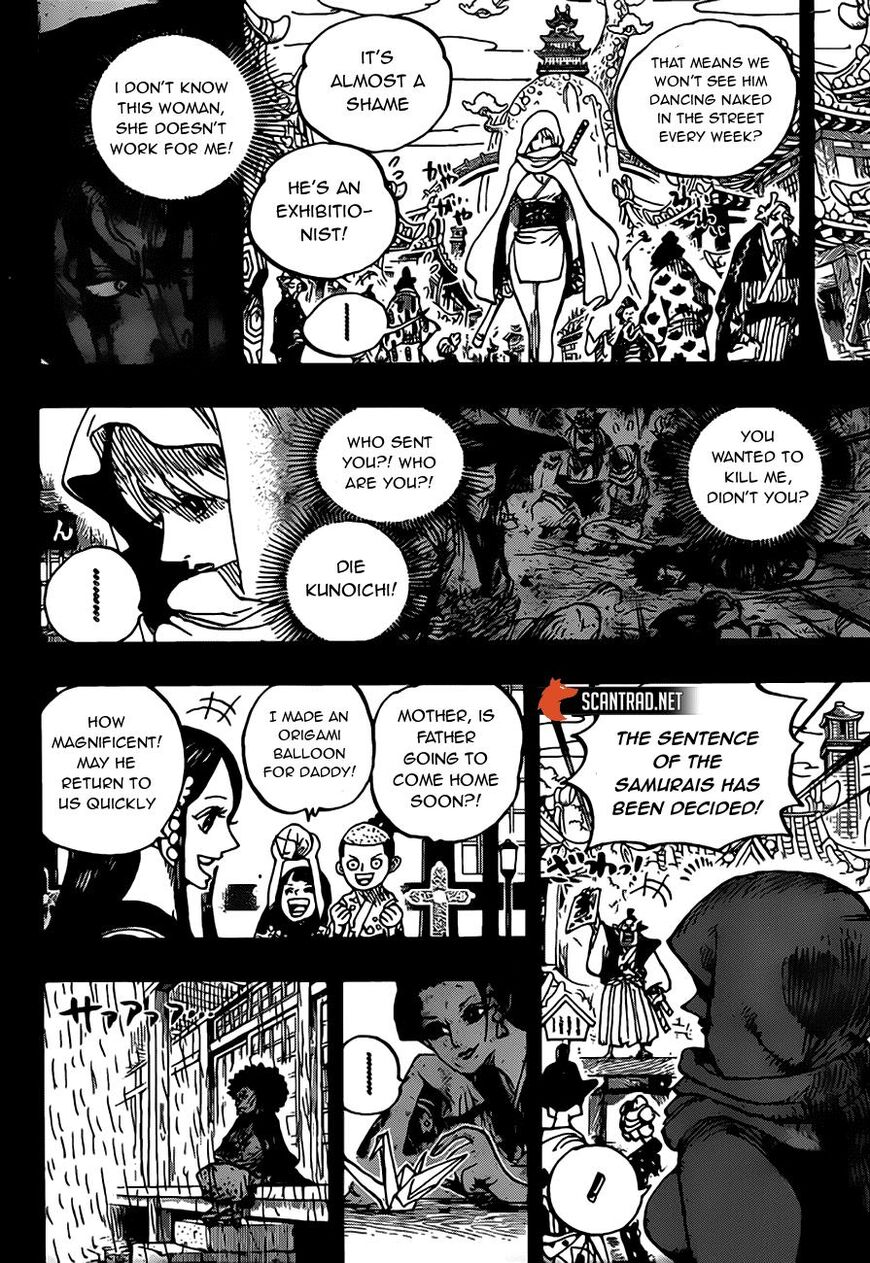 I DON'T KNOW
THIS WOMAN,
SHE DOESN'T
WORK FOR ME!
IT'S
ALMOST A
SHAME
HE'S AN
EXHIBITIO-
NIST!
THAT MEANS WE
WON'T SEE HIM
DANCING NAKED
IN THE STREET
EVERY WEEK?
WHO SENT
YOU?! WHO
ARE YOU?!
DIE
KUNOICHI!
YOU
WANTED TO
KILL ME,
DIDN'T YOU?
ん
HOW
MAGNIFICENT!
MAY HE
RETURN TO
US QUICKLY
I MADE AN
ORIGAMI
BALLOON
FOR DADDY!
MOTHER, IS
FATHER
GOING TO
COME HOME
SOON?!
SCANTRAD.NET
THE SENTENCE
OF THE
SAMURAIS HAS
BEEN DECIDED!